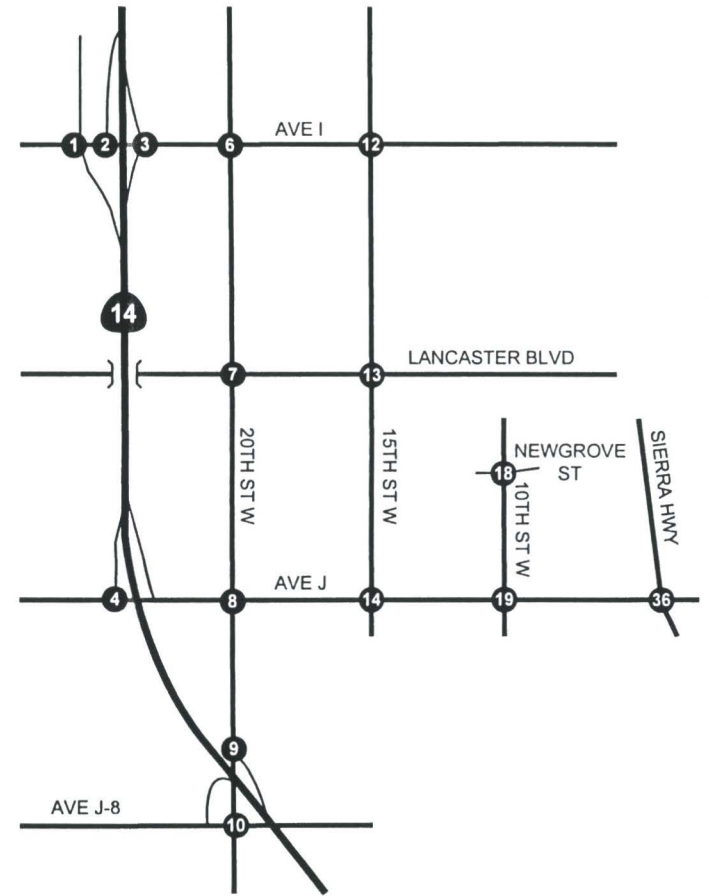 AVE I
1
2
3
6
12
14
LANCASTER BLVD
7
13
20TH ST W
15TH ST W
NEWGROVE
ST
18
10TH ST W
SIERRA HWY
AVE J
4
8
14
19
36
9
AVE J-8
10